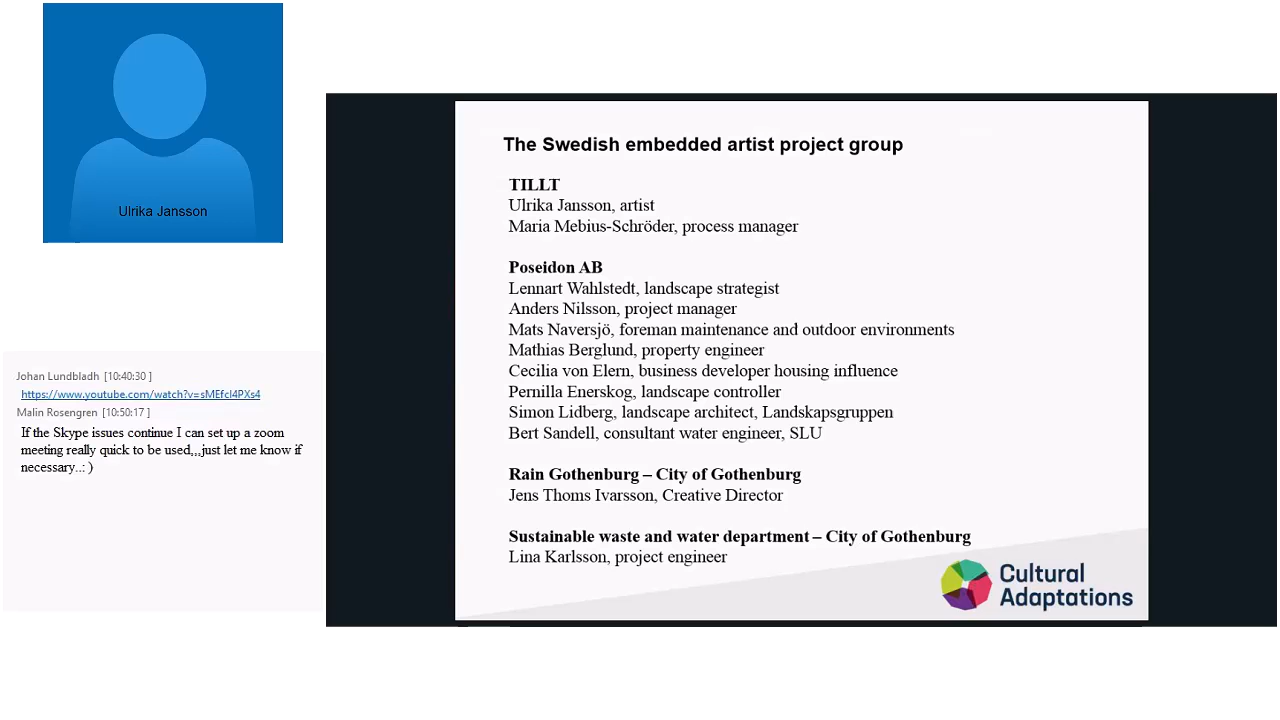 Ulrika Jansson
Johan Lundbladh [10:40:30 ]
https://www.youtube.com/watch?v=sMEfcI4PXs4
Malin Rosengren [10:50:17 ]
If the Skype issues continue I can set up a zoom
meeting really quick to be used,,,just let me know if
necessary..: )
The Swedish embedded artist project group
TILLT
Ulrika Jansson, artist
Maria Mebius-Schröder, process manager
Poseidon AB
Lennart Wahlstedt, landscape strategist
Anders Nilsson, project manager
Mats Naversjö, foreman maintenance and outdoor environments
Mathias Berglund, property engineer
Cecilia von Elern, business developer housing influence
Pernilla Enerskog, landscape controller
Simon Lidberg, landscape architect, Landskapsgruppen
Bert Sandell, consultant water engineer, SLU
Rain Gothenburg – City of Gothenburg
Jens Thoms Ivarsson, Creative Director
Sustainable waste and water department – City of Gothenburg
Lina Karlsson, project engineer
Cultural
Adaptations